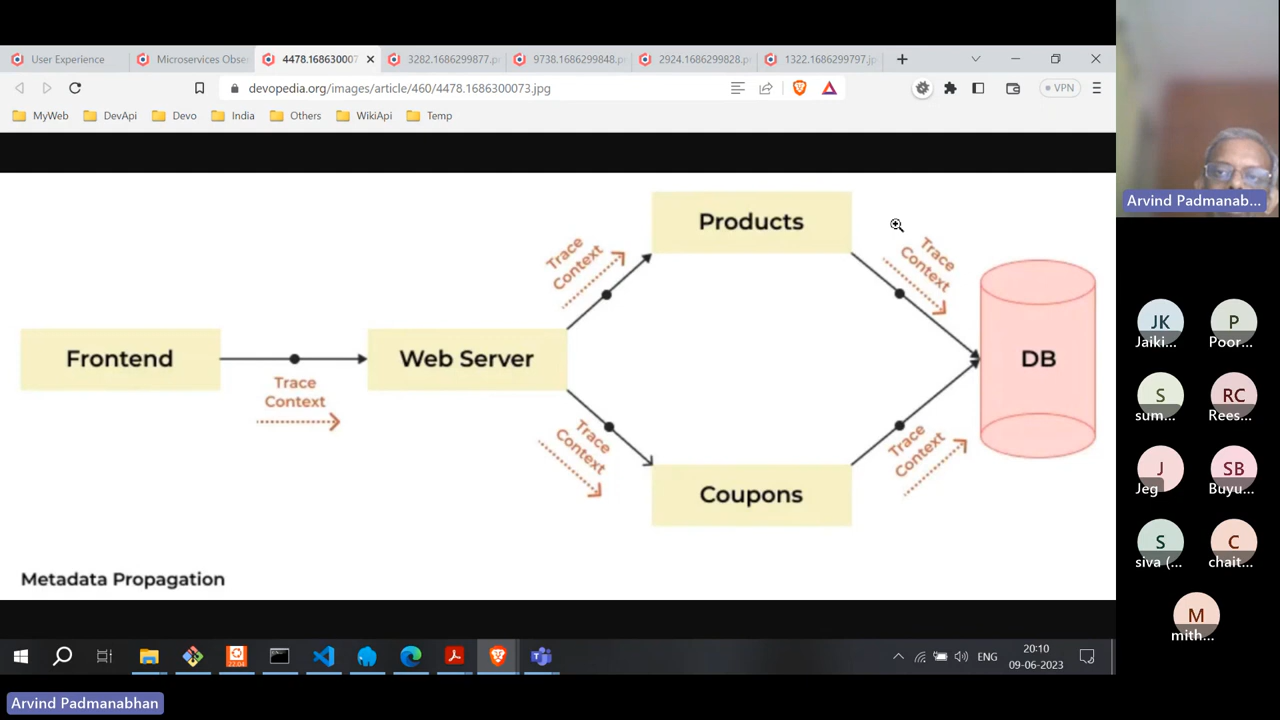 User Experience
Microservices Obse
4478.168630007
3282.1686299877.p
9738.1686299848.p
2924.1686299828.p
1322.1686299797.jp
devopedia.org/images/article/460/4478.1686300073.jpg
VPN
MyWeb
DevApi
Devo
India
Others
WikiApi
Temp
Products
Trace
Context
Trace
Context
Frontend
Web Server
DB
Trace
Context
Trace
Context
Trace
Context
Coupons
Metadata Propagation
Arvind Padmanab...
JK
P
Jaiki...
Poor...
S
RC
sum...
Rees...
J
SB
Jeg
Buyu...
S
C
siva (...
chait...
M
mith...
22.04
ENG
20:10
09-06-2023
Arvind Padmanabhan